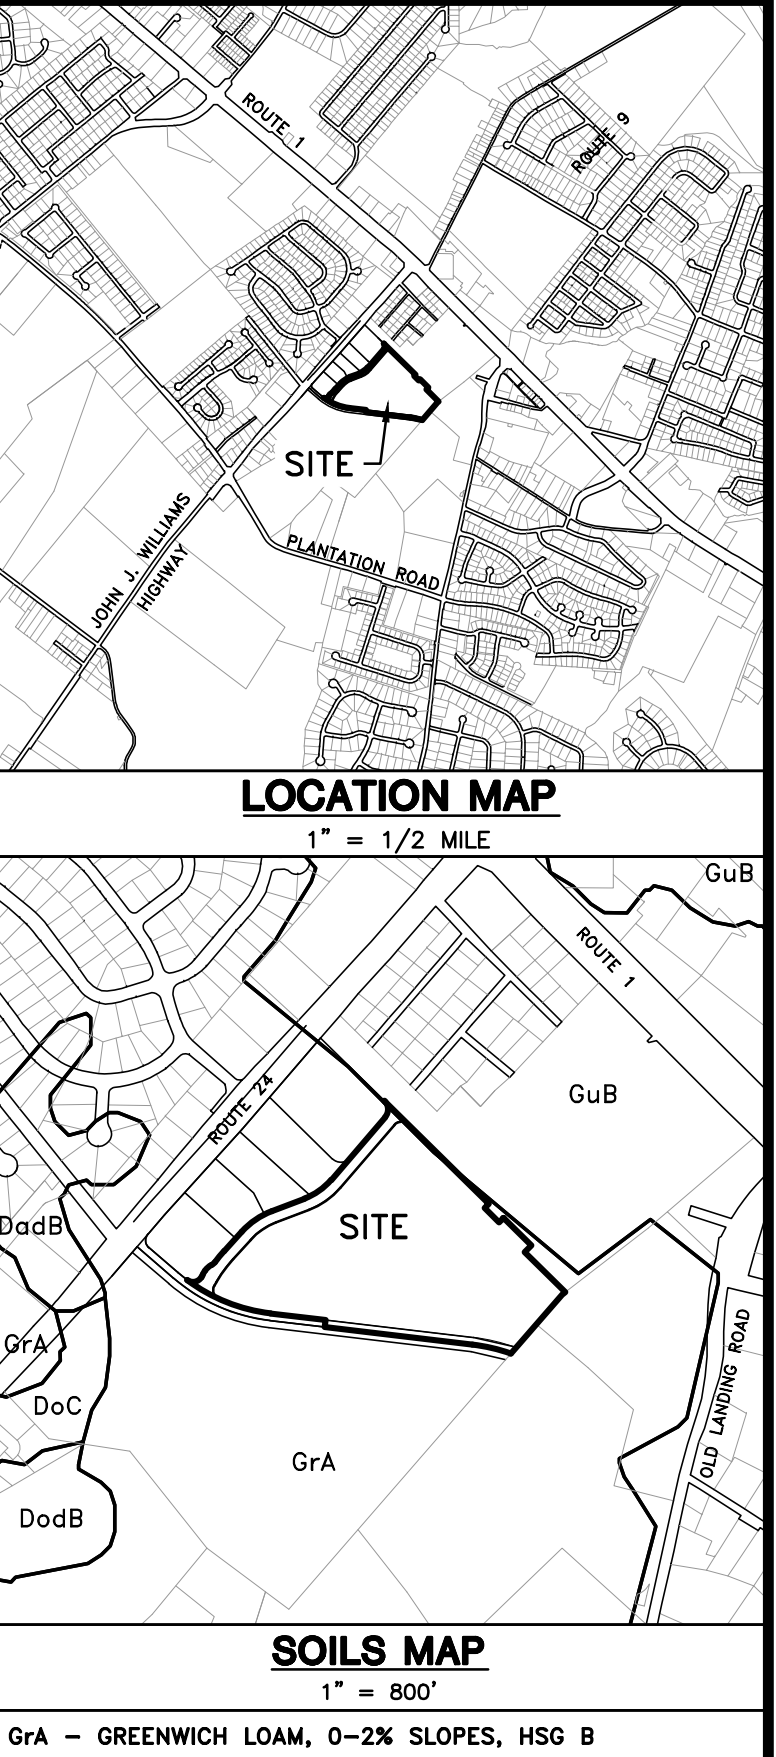 ROUTE 1
ROUTE 9
SITE
JOHN J. WILLIAMS
HIGHWAY
PLANTATION ROAD
LOCATION MAP
1" = 1/2 MILE
GuB
ROUTE 1
GuB
ROUTE 24
SITE
DadB
GrA
DoC
OLD LANDING ROAD
GrA
DodB
SOILS MAP
1" = 800'
GrA - GREENWICH LOAM, 0-2% SLOPES, HSG B